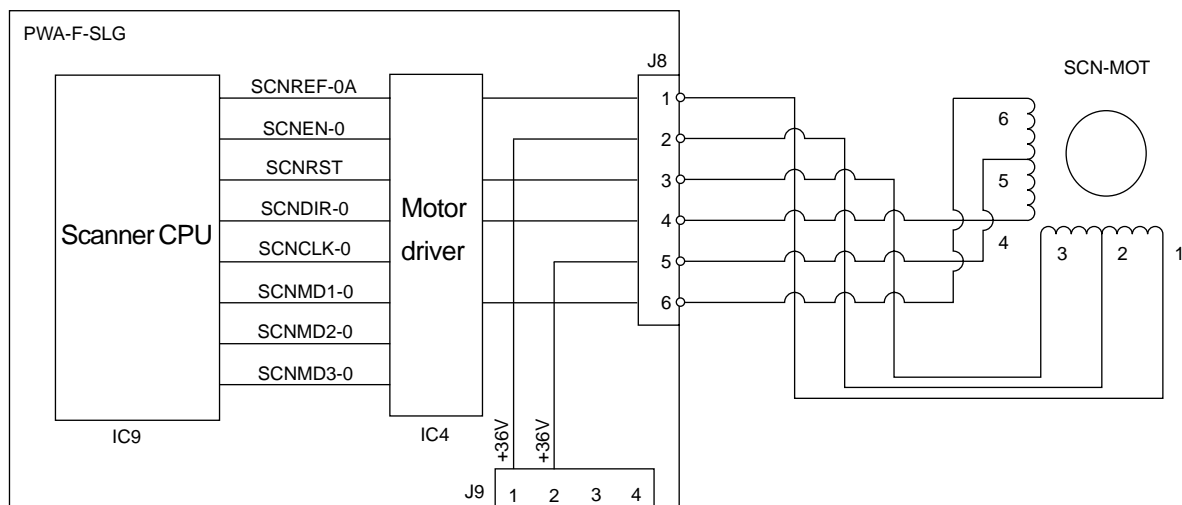 PWA-F-SLG
J8
SCN-MOT
SCNREF-0A
1
SCNEN-0
2
6
SCNRST
3
5
Scanner CPU
Motor
driver
SCNDIR-0
4
SCNCLK-0
5
4
3
2
1
SCNMD1-0
6
SCNMD2-0
SCNMD3-0
IC9
IC4
+36V
+36V
J9
1
2
3
4